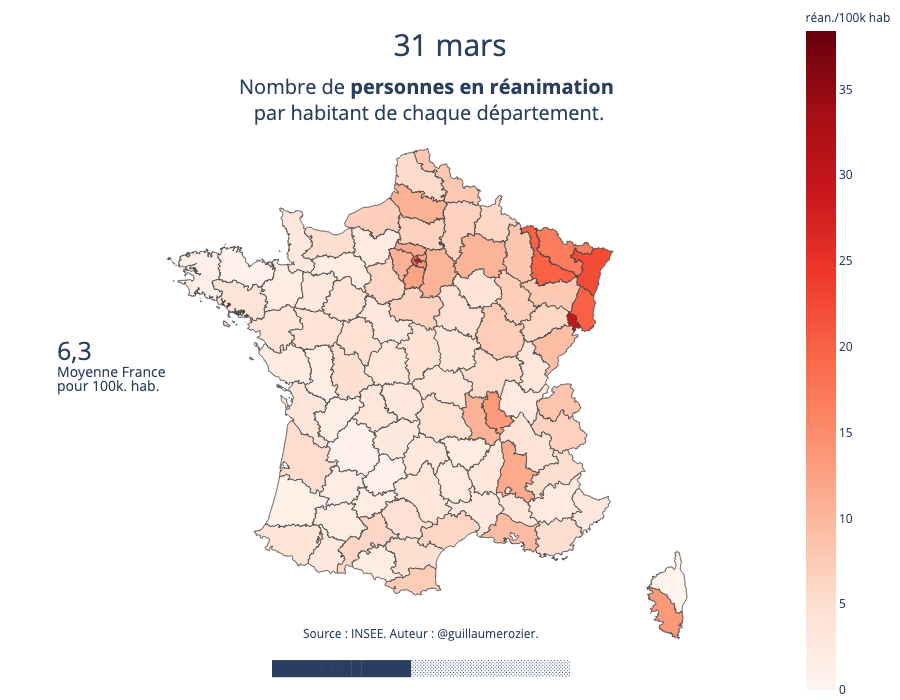 réan./100k hab
31 mars
Nombre de personnes en réanimation
par habitant de chaque département.
35
30
25
20
15
10
5
0
6,3
Moyenne France
pour 100k. hab.
Source : INSEE. Auteur : @guillaumerozier.